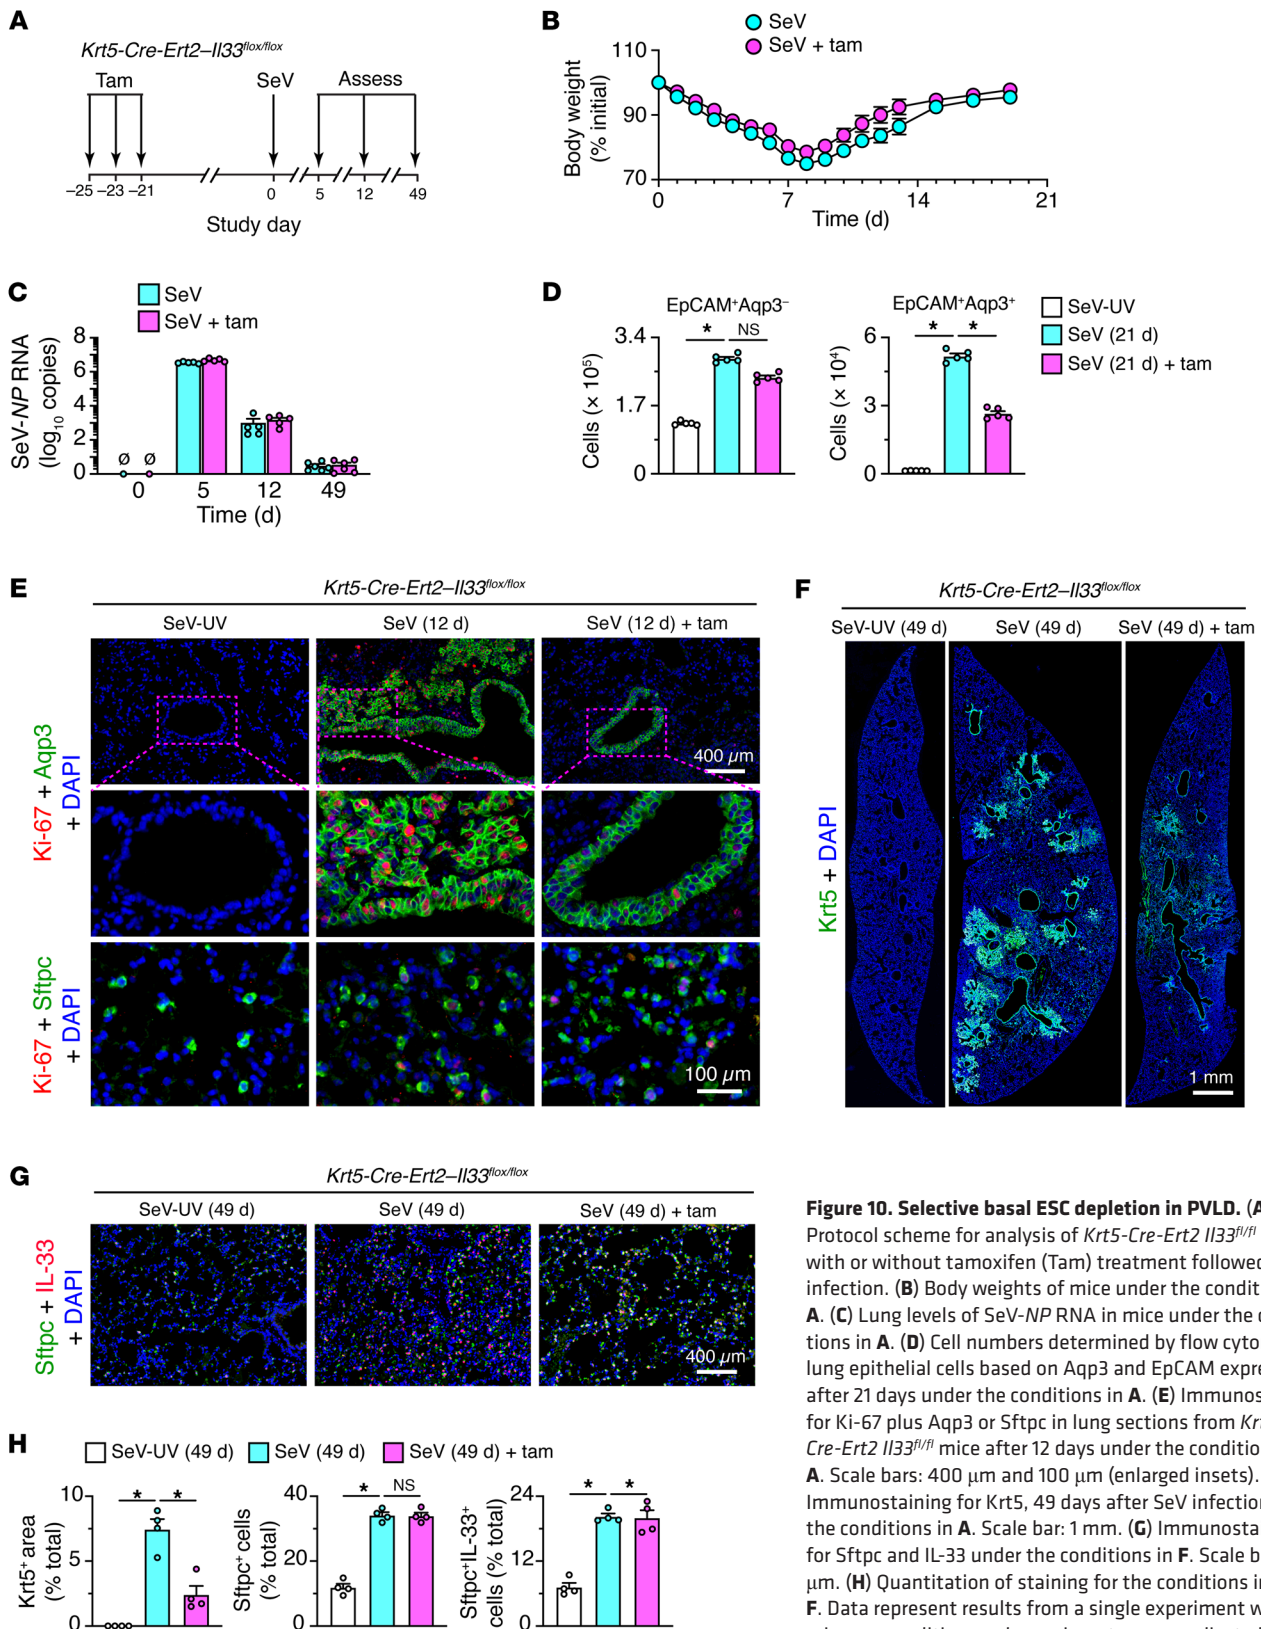 A
Krt5-Cre-Ert2–Il33flox/flox
Tam
SeV
Assess
–25 –23 –21 0 5 12 49
Study day
B
SeV
SeV + tam
Body weight
(% initial)
110
90
70
0 7 14 21
Time (d)
C
SeV
SeV + tam
SeV-NP RNA
(log10 copies)
8
6
4
2
0
Ø Ø
0 5 12 49
Time (d)
D
EpCAM+Aqp3–
* NS
Cells (× 10⁵)
3.4
1.7
0
EpCAM+Aqp3+
* *
Cells (× 10⁴)
6
3
0
SeV-UV
SeV (21 d)
SeV (21 d) + tam
E
Krt5-Cre-Ert2–Il33flox/flox
SeV-UV SeV (12 d) SeV (12 d) + tam
Ki-67 + Aqp3
+ DAPI
400 µm
Ki-67 + Sftpc
+ DAPI
100 µm
F
Krt5-Cre-Ert2–Il33flox/flox
SeV-UV (49 d) SeV (49 d) SeV (49 d) + tam
Krt5 + DAPI
1 mm
G
Krt5-Cre-Ert2–Il33flox/flox
SeV-UV (49 d) SeV (49 d) SeV (49 d) + tam
Sftpc + IL-33
+ DAPI
400 µm
H
SeV-UV (49 d) SeV (49 d) SeV (49 d) + tam
Krt5+ area
(% total)
10
5
0
* *
Sftpc+ cells
(% total)
40
20
0
* NS
Sftpc+IL-33+
cells (% total)
24
12
0
* *
Figure 10. Selective basal ESC depletion in PVLD. (A
Protocol scheme for analysis of Krt5-Cre-Ert2 Il33fl/fl
with or without tamoxifen (Tam) treatment followed
infection. (B) Body weights of mice under the condit
A. (C) Lung levels of SeV-NP RNA in mice under the c
tions in A. (D) Cell numbers determined by flow cyto
lung epithelial cells based on Aqp3 and EpCAM expre
after 21 days under the conditions in A. (E) Immunos
for Ki-67 plus Aqp3 or Sftpc in lung sections from Kr
Cre-Ert2 Il33fl/fl mice after 12 days under the conditio
A. Scale bars: 400 µm and 100 µm (enlarged insets).
Immunostaining for Krt5, 49 days after SeV infection
the conditions in A. Scale bar: 1 mm. (G) Immunosta
for Sftpc and IL-33 under the conditions in F. Scale b
µm. (H) Quantitation of staining for the conditions in
F. Data represent results from a single experiment w